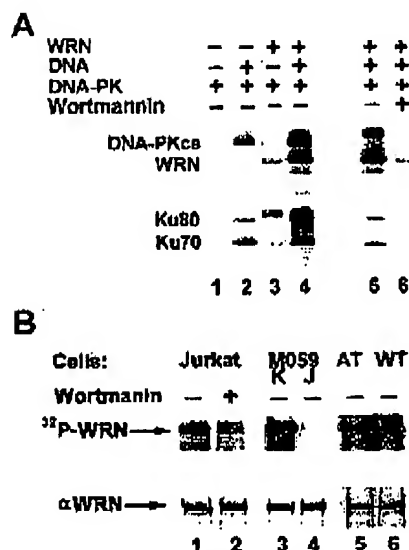 A
WRN - - + + + +
DNA - + - + + +
DNA-PK + + + + + +
Wortmannin - - - - - +
DNA-PKcs
WRN
Ku80
Ku70
1 2 3 4 5 6
B
Cells: Jurkat M059 AT WT
K J
Wortmanin - + - - - -
³²P-WRN
αWRN
1 2 3 4 5 6